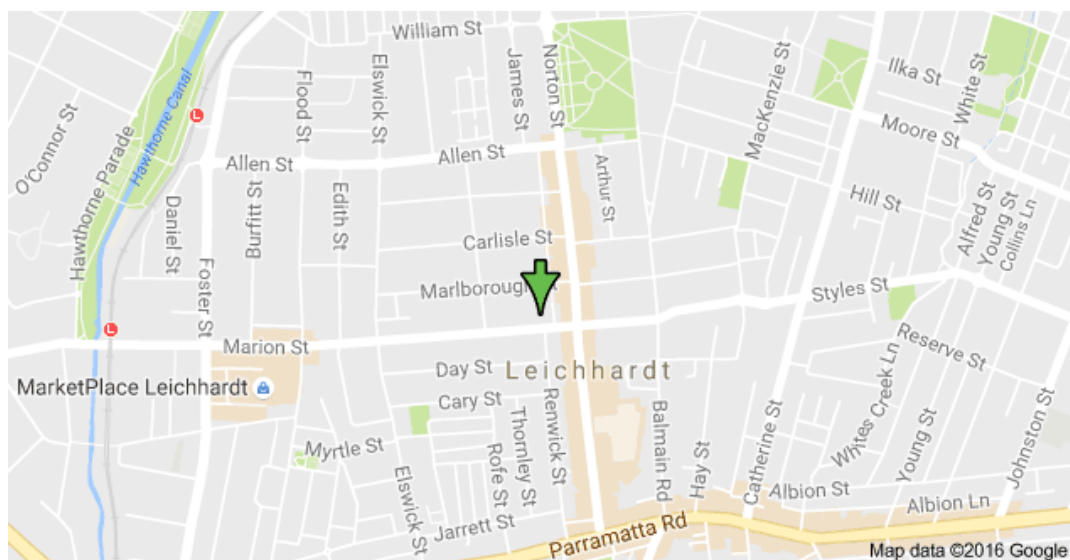 William St
James St
Norton St
Elswick St
Flood St
MacKenzie St
Ilka St
White St
Moore St
O'Connor St
Hawthorne Parade
Hawthorne Canal
Allen St
Allen St
Arthur St
Hill St
Daniel St
Burfitt St
Edith St
Alfred St
Young St
Collins Ln
Carlisle St
Marlborough
Foster St
Styles St
Marion St
Reserve St
Day St
Leichhardt
MarketPlace Leichhardt
Cary St
Renwick St
Thornley St
Rofe St
Balmain Rd
Hay St
Catherine St
Whites Creek Ln
Young St
Johnston St
Myrtle St
Elswick St
Albion St
Albion Ln
Jarrett St
Parramatta Rd
L
L
Map data ©2016 Google